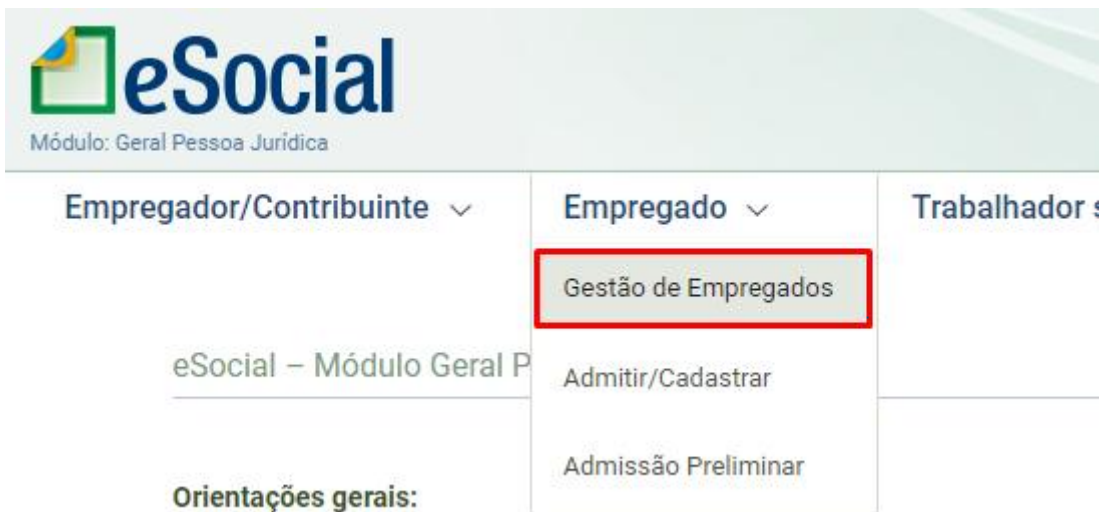 eSocial
Módulo: Geral Pessoa Jurídica
Empregador/Contribuinte
Empregado
Trabalhador
Gestão de Empregados
eSocial – Módulo Geral P
Admitir/Cadastrar
Admissão Preliminar
Orientações gerais: